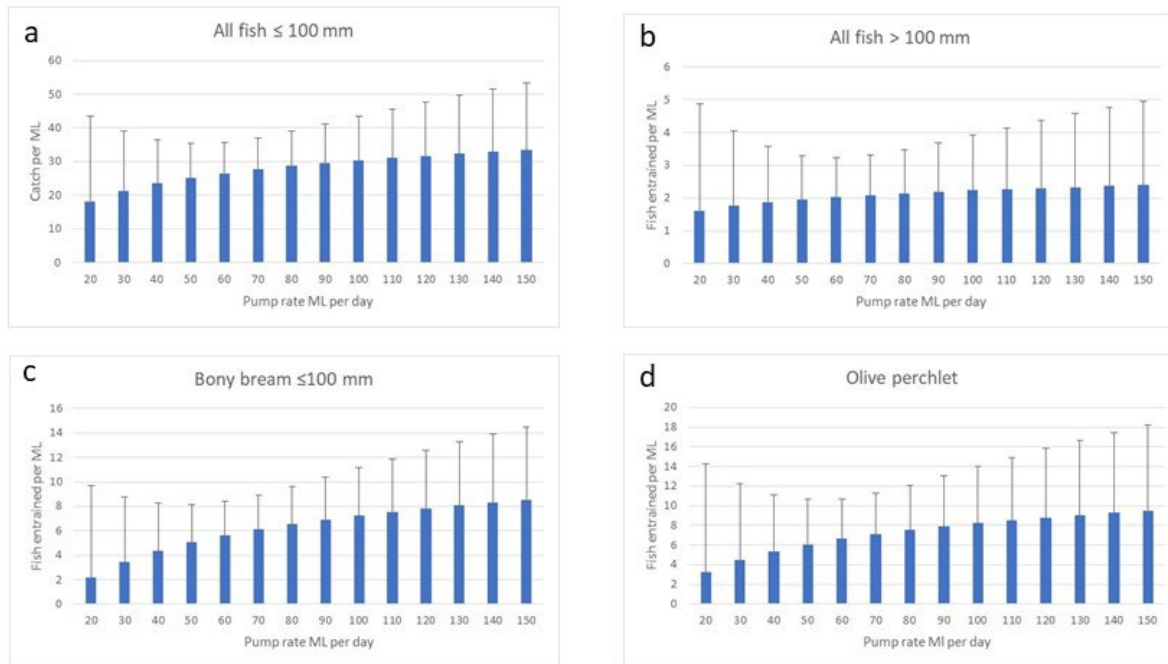 a
All fish ≤ 100 mm
60
50
40
30
20
10
0
Catch per ML
20 30 40 50 60 70 80 90 100 110 120 130 140 150
Pump rate ML per day
b
All fish > 100 mm
6
5
4
3
2
1
0
Fish entrained per ML
20 30 40 50 60 70 80 90 100 110 120 130 140 150
Pump rate ML per day
c
Bony bream ≤100 mm
16
14
12
10
8
6
4
2
0
Fish entrained per ML
20 30 40 50 60 70 80 90 100 110 120 130 140 150
Pump rate ML per day
d
Olive perchlet
20
18
16
14
12
10
8
6
4
2
0
Fish entrained per ML
20 30 40 50 60 70 80 90 100 110 120 130 140 150
Pump rate Ml per day